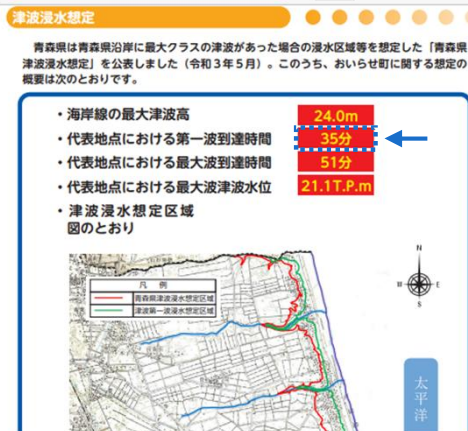 津波浸水想定
青森県は青森県沿岸に最大クラスの津波があった場合の浸水区域等を想定した「青森県
津波浸水想定」を公表しました（令和３年５月）。このうち、おいらせ町に関する想定の
概要は次のとおりです。
・海岸線の最大津波高 24.0m
・代表地点における第一波到達時間 35分
・代表地点における最大波到達時間 51分
・代表地点における最大波津波水位 21.1T.P.m
・津波浸水想定区域
図のとおり
凡 例
青森県津波浸水想定区域
津波第一波浸水想定区域
N
W E
S
太平洋